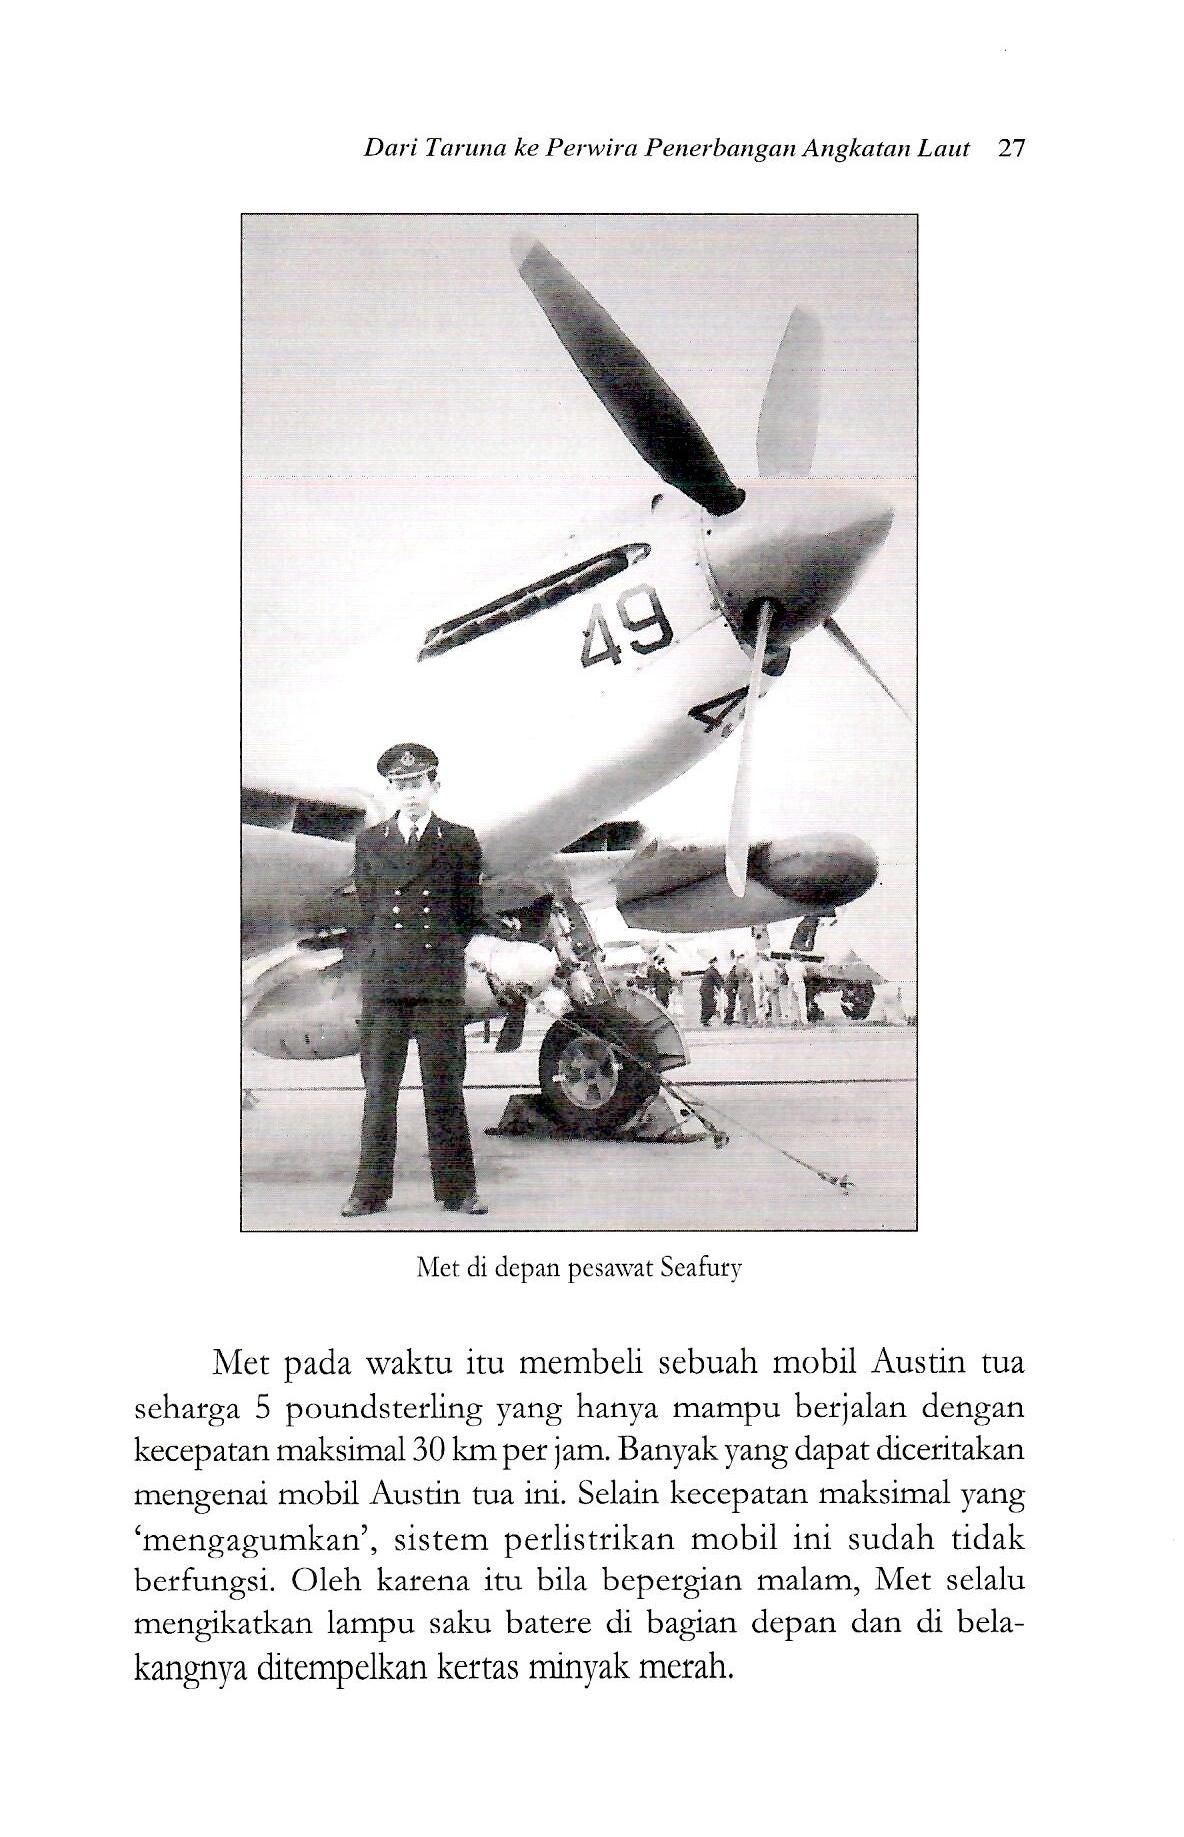 Dari Taruna ke Perwira Penerbangan Angkatan Laut 27
49
4
Met di depan pesawat Seafury
Met pada waktu itu membeli sebuah mobil Austin tua
seharga 5 poundsterling yang hanya mampu berjalan dengan
kecepatan maksimal 30 km per jam. Banyak yang dapat diceritakan
mengenai mobil Austin tua ini. Selain kecepatan maksimal yang
‘mengagumkan’, sistem perlistrikan mobil ini sudah tidak
berfungsi. Oleh karena itu bila bepergian malam, Met selalu
mengikatkan lampu saku batere di bagian depan dan di bela-
kangnya ditempelkan kertas minyak merah.